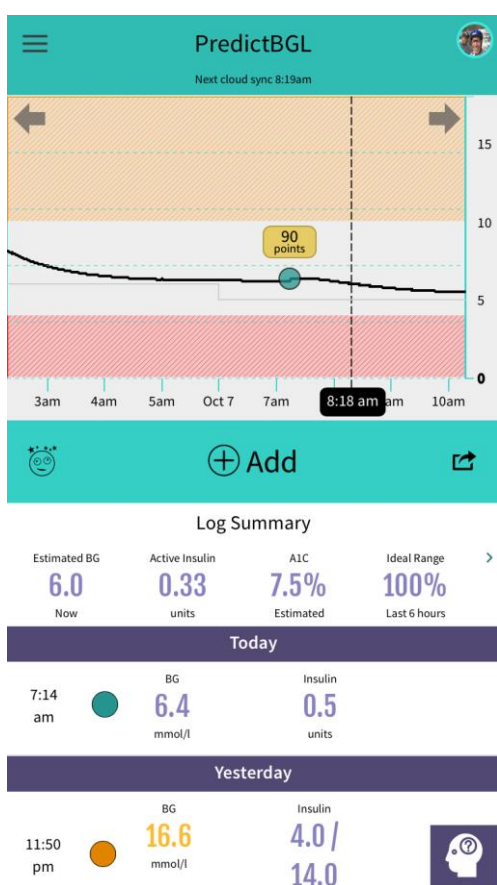 PredictBGL
Next cloud sync 8:19am
15
90
points
10
5
0
3am 4am 5am Oct 7 7am 8:18 am am 10am
Add
Log Summary
Estimated BG Active Insulin A1C Ideal Range
6.0 0.33 7.5% 100%
Now units Estimated Last 6 hours
Today
7:14
am
BG Insulin
6.4 0.5
mmol/l units
Yesterday
11:50
pm
BG Insulin
16.6 4.0 /
mmol/l 14.0